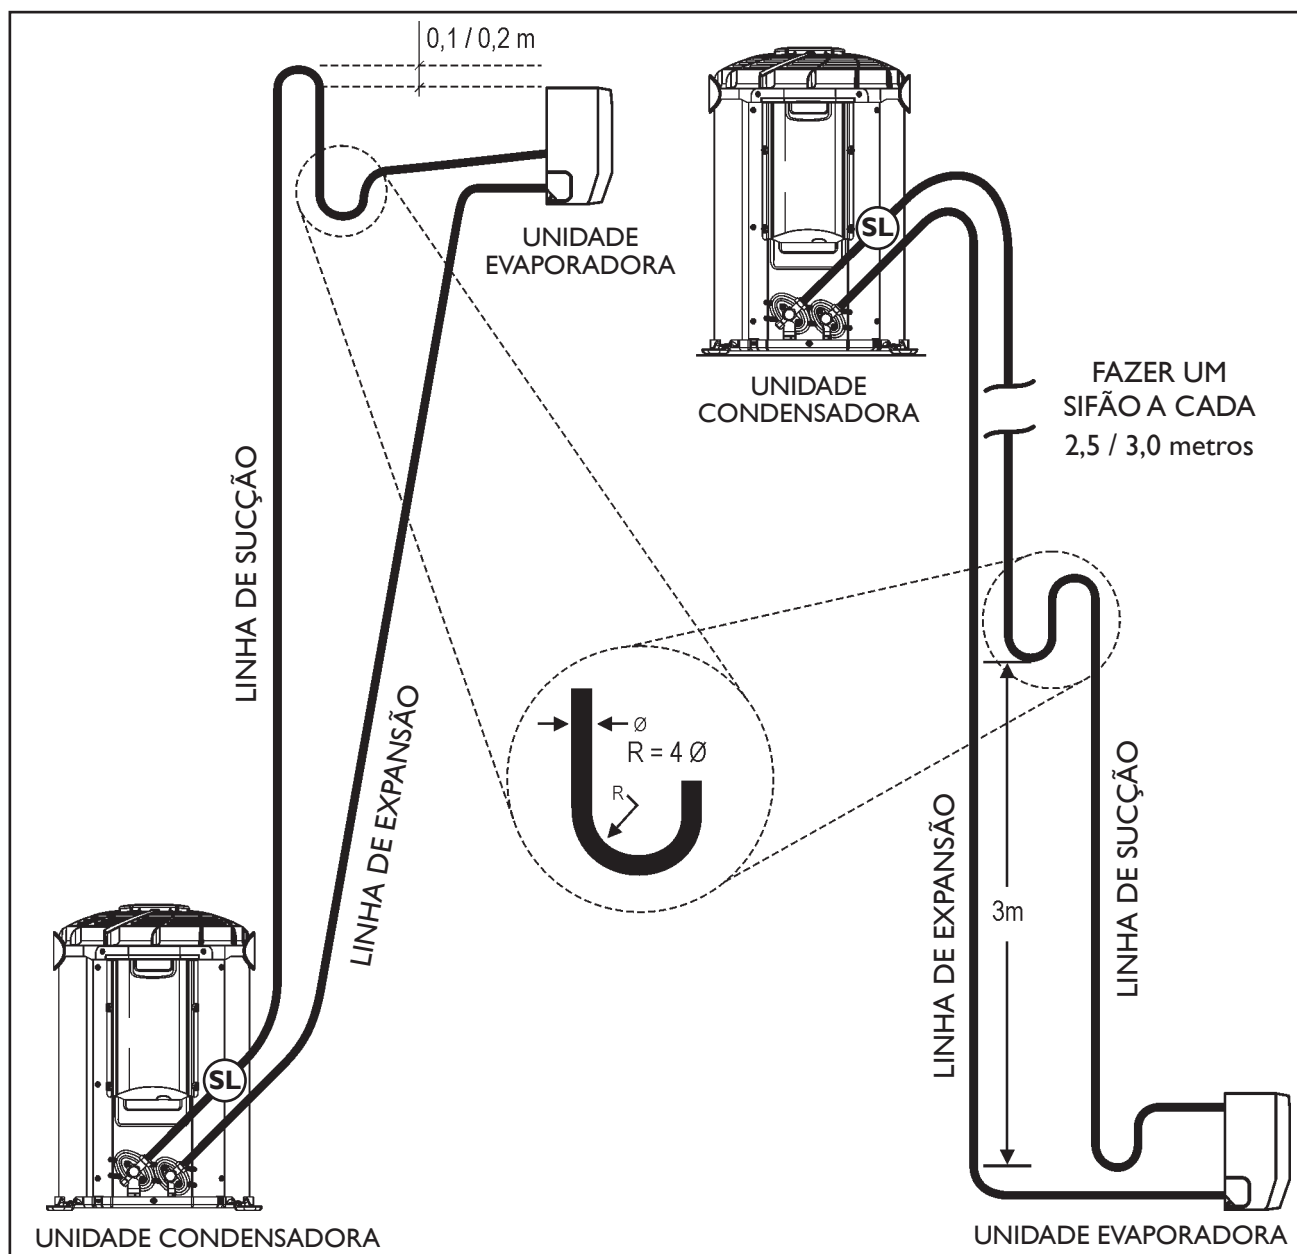 0,1 / 0,2 m
UNIDADE
EVAPORADORA
LINHA DE SUCÇÃO
LINHA DE EXPANSÃO
SL
UNIDADE CONDENSADORA
Ø
R = 4 Ø
R
SL
UNIDADE
CONDENSADORA
FAZER UM
SIFÃO A CADA
2,5 / 3,0 metros
LINHA DE EXPANSÃO
3m
LINHA DE SUCÇÃO
UNIDADE EVAPORADORA